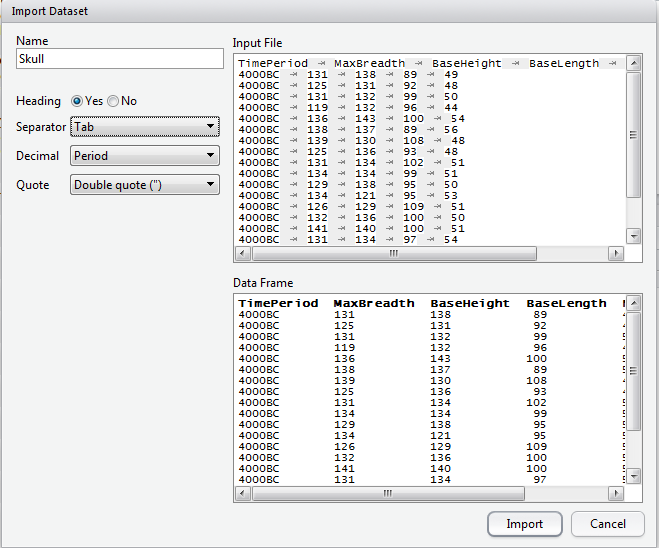 Import Dataset
Name
Skull
Heading Yes No
Separator Tab
Decimal Period
Quote Double quote (")
Input File
TimePeriod ⇥ MaxBreadth ⇥ BaseHeight ⇥ BaseLength ⇥
4000BC ⇥ 131 ⇥ 138 ⇥ 89 ⇥ 49
4000BC ⇥ 125 ⇥ 131 ⇥ 92 ⇥ 48
4000BC ⇥ 131 ⇥ 132 ⇥ 99 ⇥ 50
4000BC ⇥ 119 ⇥ 132 ⇥ 96 ⇥ 44
4000BC ⇥ 136 ⇥ 143 ⇥ 100 ⇥ 54
4000BC ⇥ 138 ⇥ 137 ⇥ 89 ⇥ 56
4000BC ⇥ 139 ⇥ 130 ⇥ 108 ⇥ 48
4000BC ⇥ 125 ⇥ 136 ⇥ 93 ⇥ 48
4000BC ⇥ 131 ⇥ 134 ⇥ 102 ⇥ 51
4000BC ⇥ 134 ⇥ 134 ⇥ 99 ⇥ 51
4000BC ⇥ 129 ⇥ 138 ⇥ 95 ⇥ 50
4000BC ⇥ 134 ⇥ 121 ⇥ 95 ⇥ 53
4000BC ⇥ 126 ⇥ 129 ⇥ 109 ⇥ 51
4000BC ⇥ 132 ⇥ 136 ⇥ 100 ⇥ 50
4000BC ⇥ 141 ⇥ 140 ⇥ 100 ⇥ 51
4000BC ⇥ 131 ⇥ 134 ⇥ 97 ⇥ 54
Data Frame
TimePeriod MaxBreadth BaseHeight BaseLength
4000BC 131 138 89
4000BC 125 131 92
4000BC 131 132 99
4000BC 119 132 96
4000BC 136 143 100
4000BC 138 137 89
4000BC 139 130 108
4000BC 125 136 93
4000BC 131 134 102
4000BC 134 134 99
4000BC 129 138 95
4000BC 134 121 95
4000BC 126 129 109
4000BC 132 136 100
4000BC 141 140 100
4000BC 131 134 97
Import Cancel